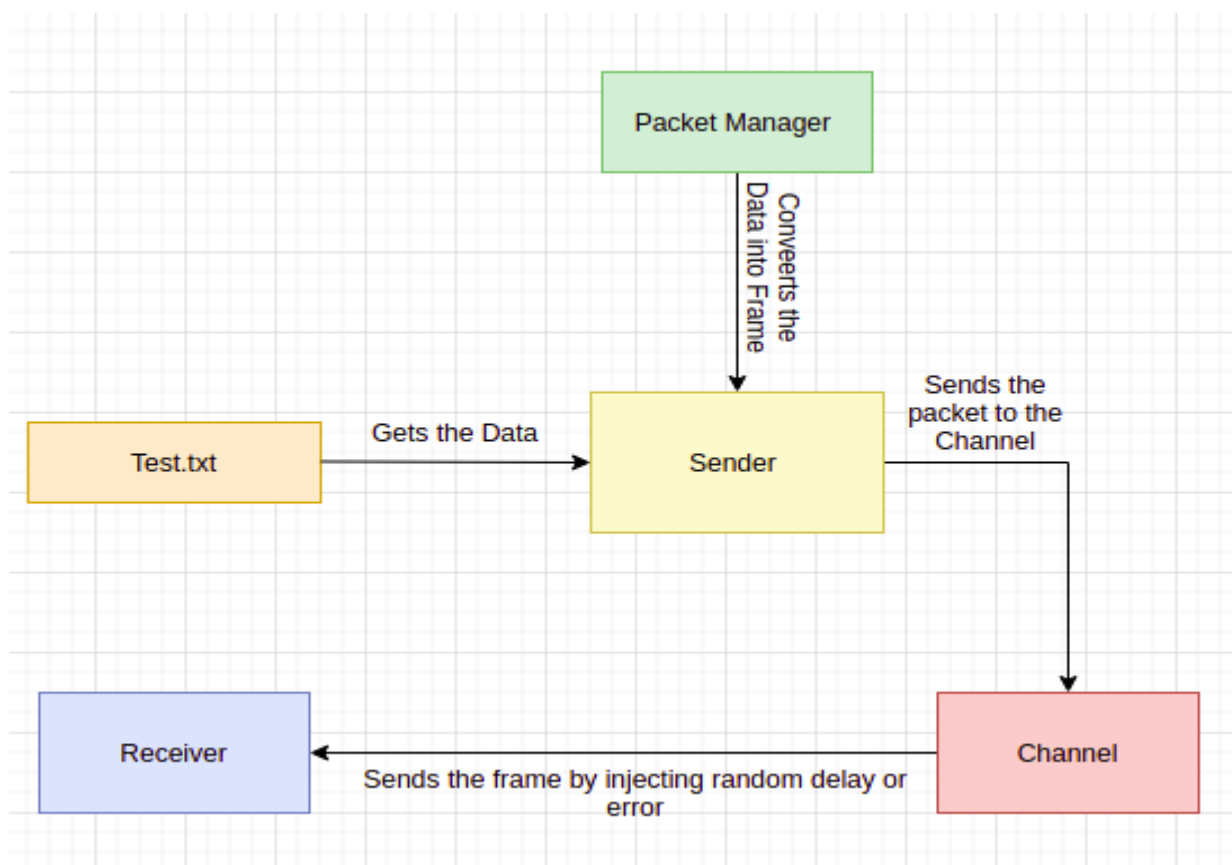 Packet Manager
Conveerts the
Data into Frame
Sends the
packet to the
Channel
Gets the Data
Test.txt
Sender
Receiver
Channel
Sends the frame by injecting random delay or
error